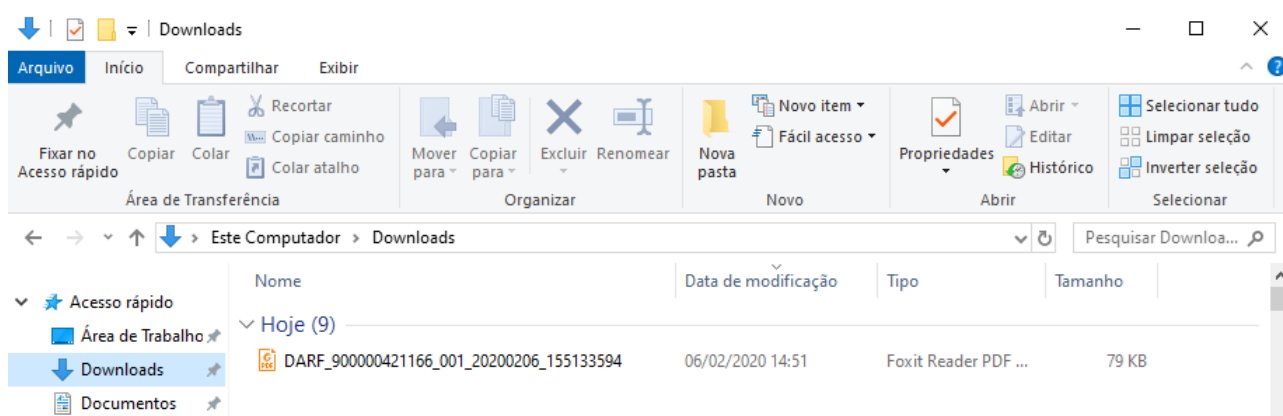 Downloads
Arquivo Início Compartilhar Exibir
Fixar no
Acesso rápido
Copiar
Colar
Recortar
Copiar caminho
Colar atalho
Área de Transferência
Mover
para
Copiar
para
Excluir
Renomear
Organizar
Nova
pasta
Novo item
Fácil acesso
Novo
Propriedades
Abrir
Editar
Histórico
Abrir
Selecionar tudo
Limpar seleção
Inverter seleção
Selecionar
Este Computador > Downloads
Pesquisar Downloa...
Nome Data de modificação Tipo Tamanho
Acesso rápido
Área de Trabalho
Downloads
Documentos
Hoje (9)
DARF_900000421166_001_20200206_155133594 06/02/2020 14:51 Foxit Reader PDF ... 79 KB